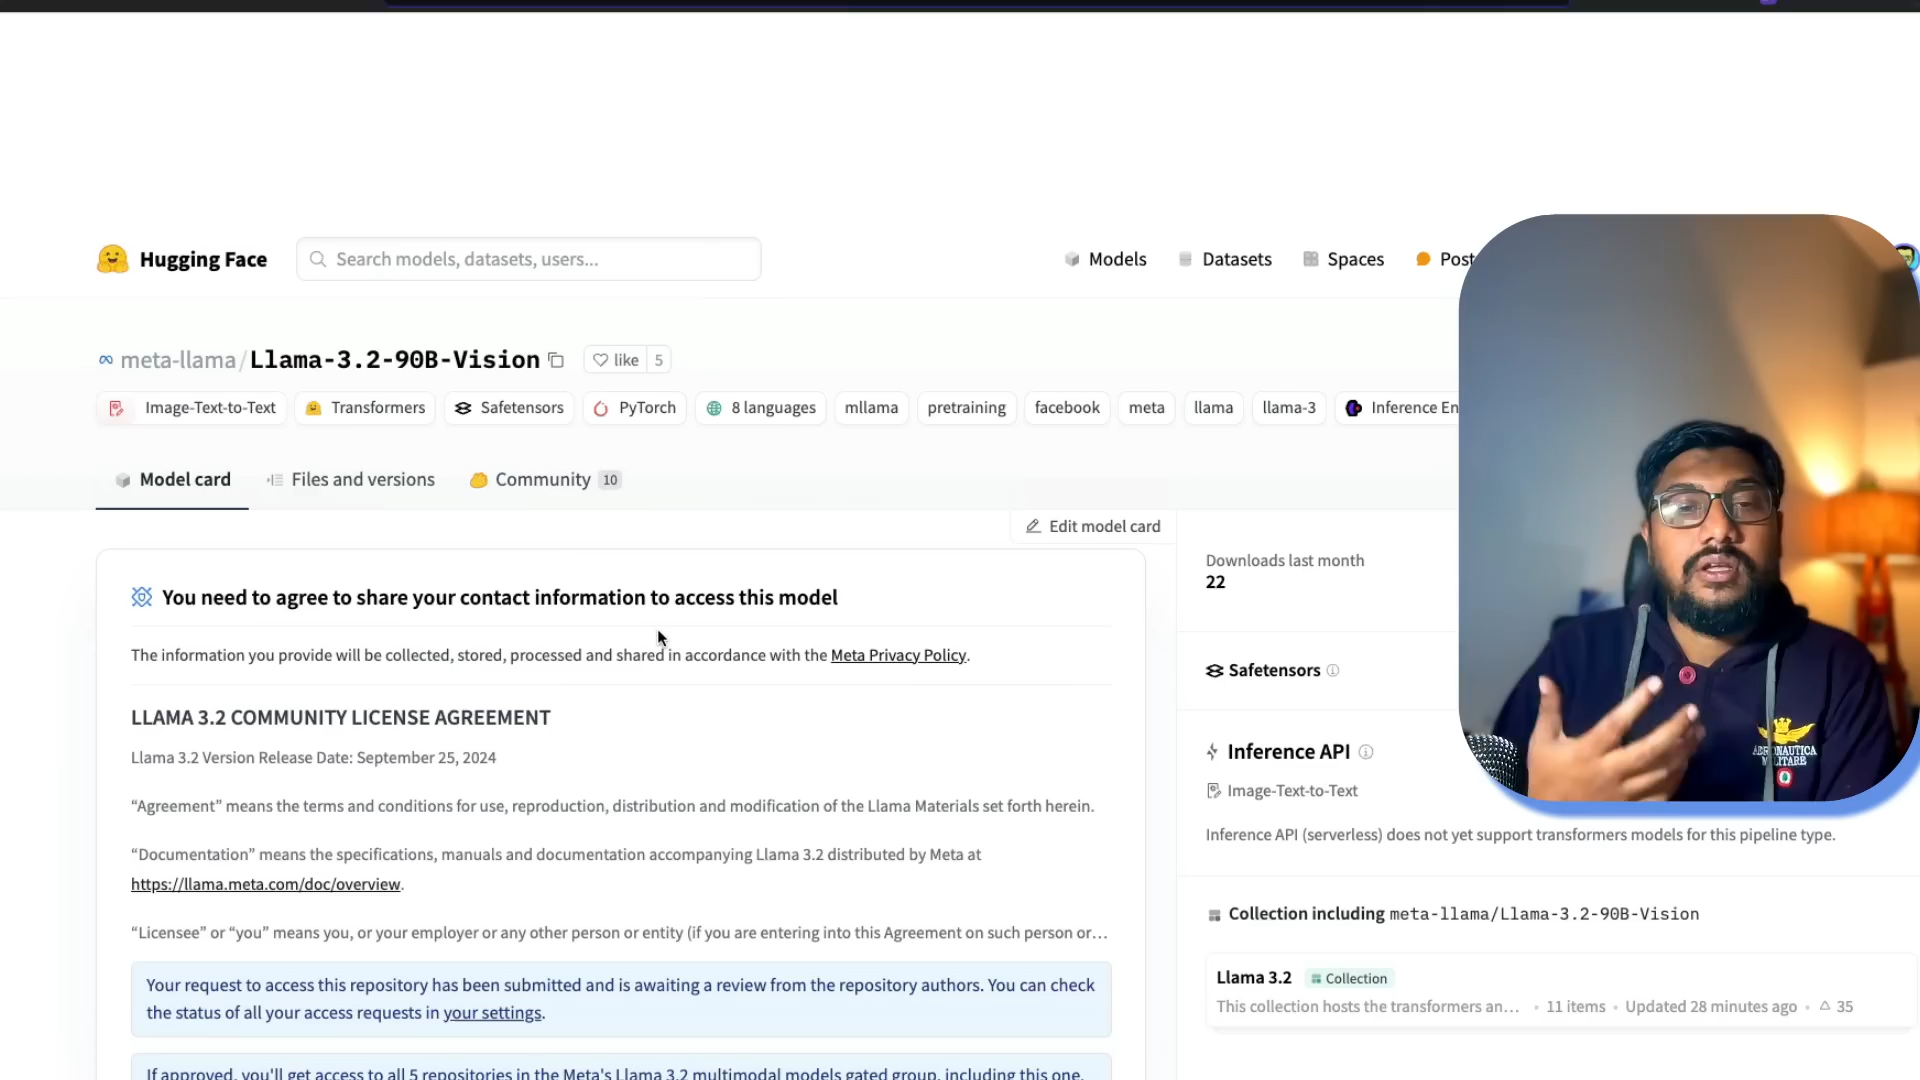 Hugging Face
Search models, datasets, users...
Models
Datasets
Spaces
Post
meta-llama/Llama-3.2-90B-Vision
like 5
Image-Text-to-Text
Transformers
Safetensors
PyTorch
8 languages
mllama
pretraining
facebook
meta
llama
llama-3
Inference En
Model card
Files and versions
Community 10
Edit model card
You need to agree to share your contact information to access this model
The information you provide will be collected, stored, processed and shared in accordance with the Meta Privacy Policy.
LLAMA 3.2 COMMUNITY LICENSE AGREEMENT
Llama 3.2 Version Release Date: September 25, 2024
“Agreement” means the terms and conditions for use, reproduction, distribution and modification of the Llama Materials set forth herein.
“Documentation” means the specifications, manuals and documentation accompanying Llama 3.2 distributed by Meta at
https://llama.meta.com/doc/overview.
“Licensee” or “you” means you, or your employer or any other person or entity (if you are entering into this Agreement on such person or…
Your request to access this repository has been submitted and is awaiting a review from the repository authors. You can check
the status of all your access requests in your settings.
If approved, you'll get access to all 5 repositories in the Meta's Llama 3.2 multimodal models gated group, including this one.
Downloads last month
22
Safetensors
Inference API
Image-Text-to-Text
Inference API (serverless) does not yet support transformers models for this pipeline type.
Collection including meta-llama/Llama-3.2-90B-Vision
Llama 3.2 Collection
This collection hosts the transformers an… • 11 items • Updated 28 minutes ago • 35
AERONAUTICA
MILITARE